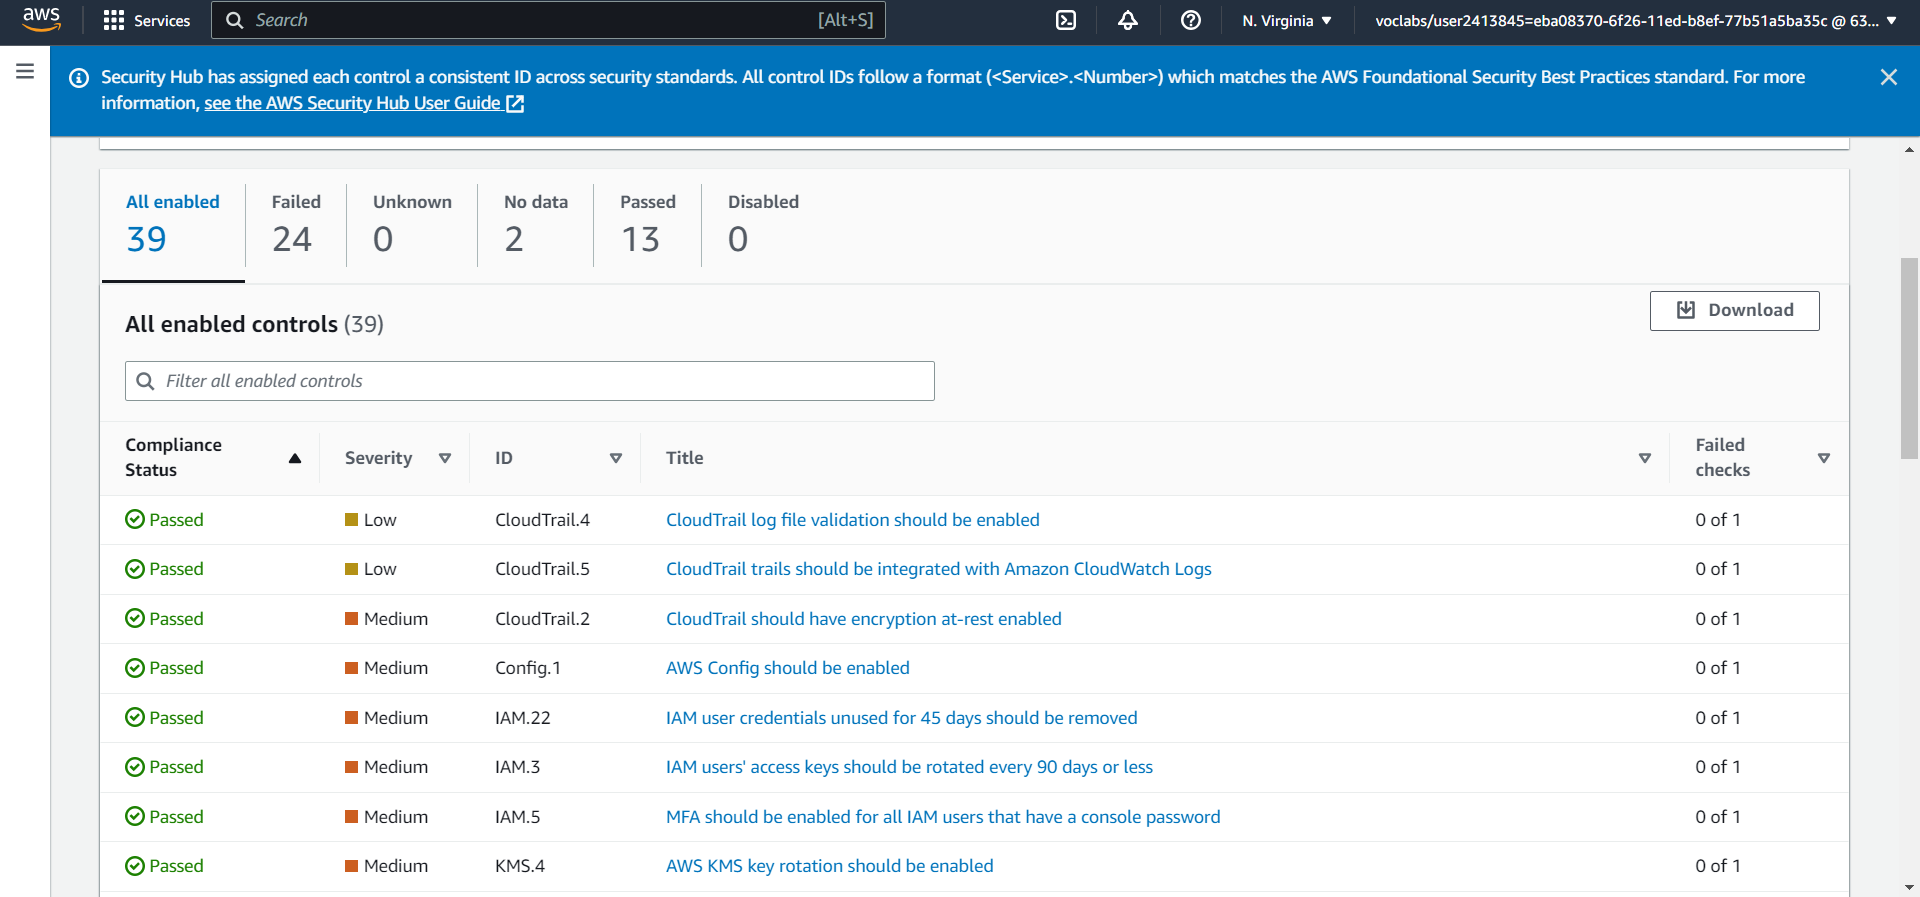 aws
Services
Search
[Alt+S]
N. Virginia
voclabs/user2413845=eba08370-6f26-11ed-b8ef-77b51a5ba35c @ 63...
Security Hub has assigned each control a consistent ID across security standards. All control IDs follow a format (<Service>.<Number>) which matches the AWS Foundational Security Best Practices standard. For more
information, see the AWS Security Hub User Guide
All enabled
39
Failed
24
Unknown
0
No data
2
Passed
13
Disabled
0
All enabled controls (39)
Download
Filter all enabled controls
Compliance
Status
Severity
ID
Title
Failed
checks
Passed Low CloudTrail.4 CloudTrail log file validation should be enabled 0 of 1
Passed Low CloudTrail.5 CloudTrail trails should be integrated with Amazon CloudWatch Logs 0 of 1
Passed Medium CloudTrail.2 CloudTrail should have encryption at-rest enabled 0 of 1
Passed Medium Config.1 AWS Config should be enabled 0 of 1
Passed Medium IAM.22 IAM user credentials unused for 45 days should be removed 0 of 1
Passed Medium IAM.3 IAM users' access keys should be rotated every 90 days or less 0 of 1
Passed Medium IAM.5 MFA should be enabled for all IAM users that have a console password 0 of 1
Passed Medium KMS.4 AWS KMS key rotation should be enabled 0 of 1